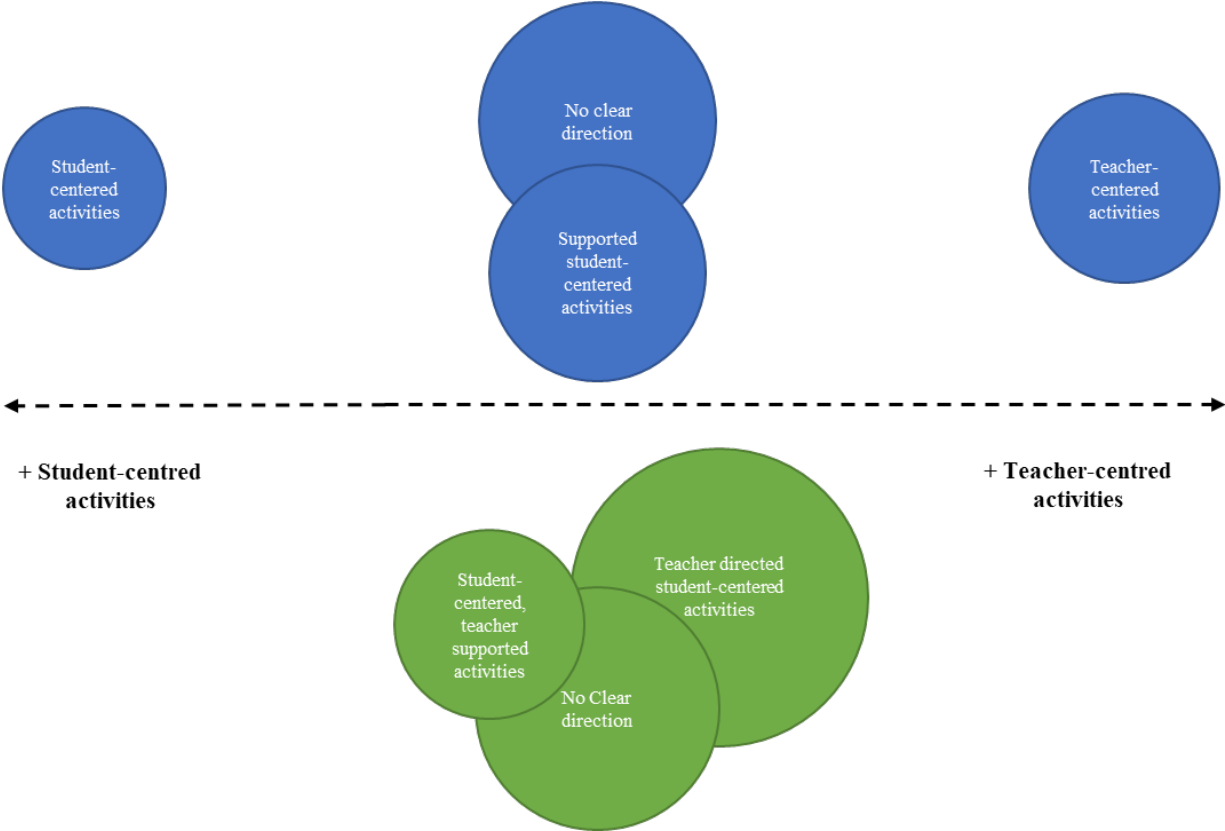 No clear
direction
Student-
centered
activities
Teacher-
centered
activities
Supported
student-
centered
activities
+ Student-centred
activities
+ Teacher-centred
activities
Student-
centered,
teacher
supported
activities
Teacher directed
student-centered
activities
No Clear
direction